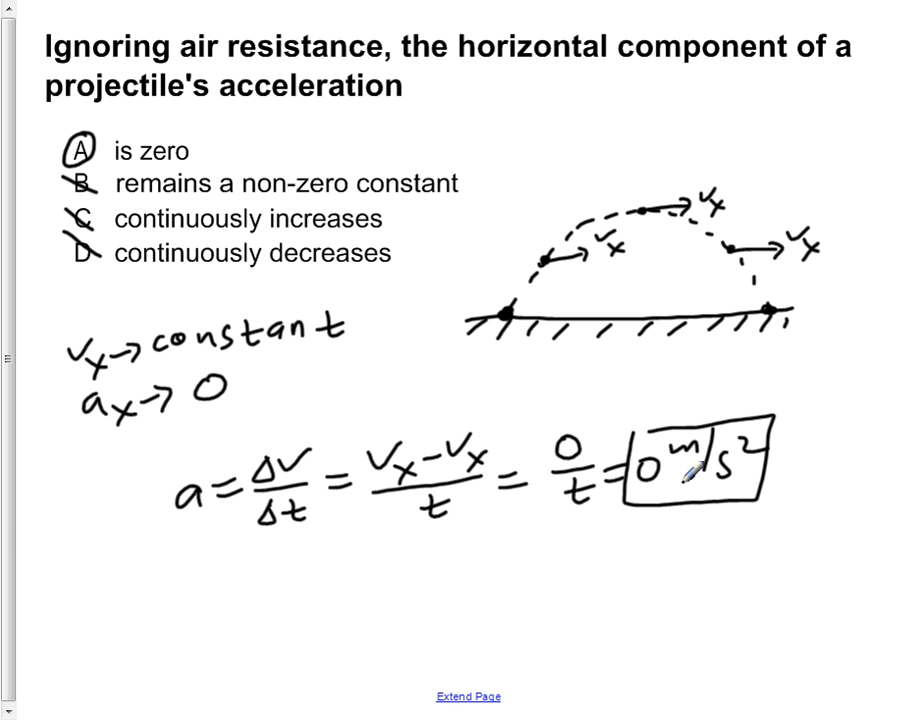 Ignoring air resistance, the horizontal component of a
projectile's acceleration
A is zero
B remains a non-zero constant
C continuously increases
D continuously decreases
Vx
Vx
Vx
Vx → constant
ax → 0
a = ΔV/Δt = Vx - Vx/t = 0/t = 0 m/s²
Extend Page